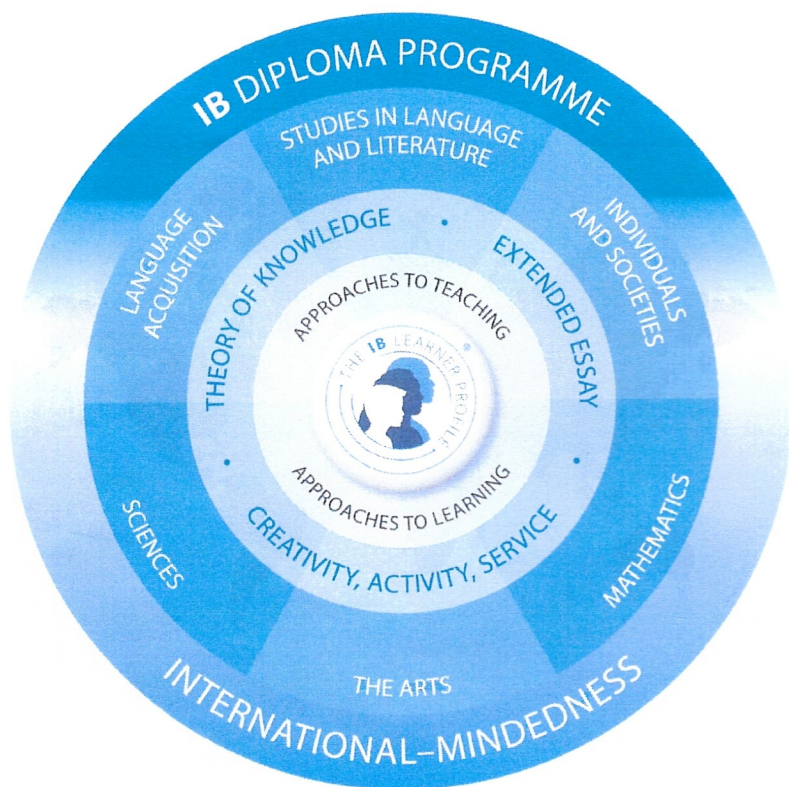 IB DIPLOMA PROGRAMME
STUDIES IN LANGUAGE
AND LITERATURE
LANGUAGE
ACQUISITION
INDIVIDUALS
AND SOCIETIES
THEORY OF KNOWLEDGE
•
EXTENDED ESSAY
APPROACHES TO TEACHING
THE IB LEARNER PROFILE
®
APPROACHES TO LEARNING
•
CREATIVITY, ACTIVITY, SERVICE
•
SCIENCES
MATHEMATICS
THE ARTS
INTERNATIONAL–MINDEDNESS